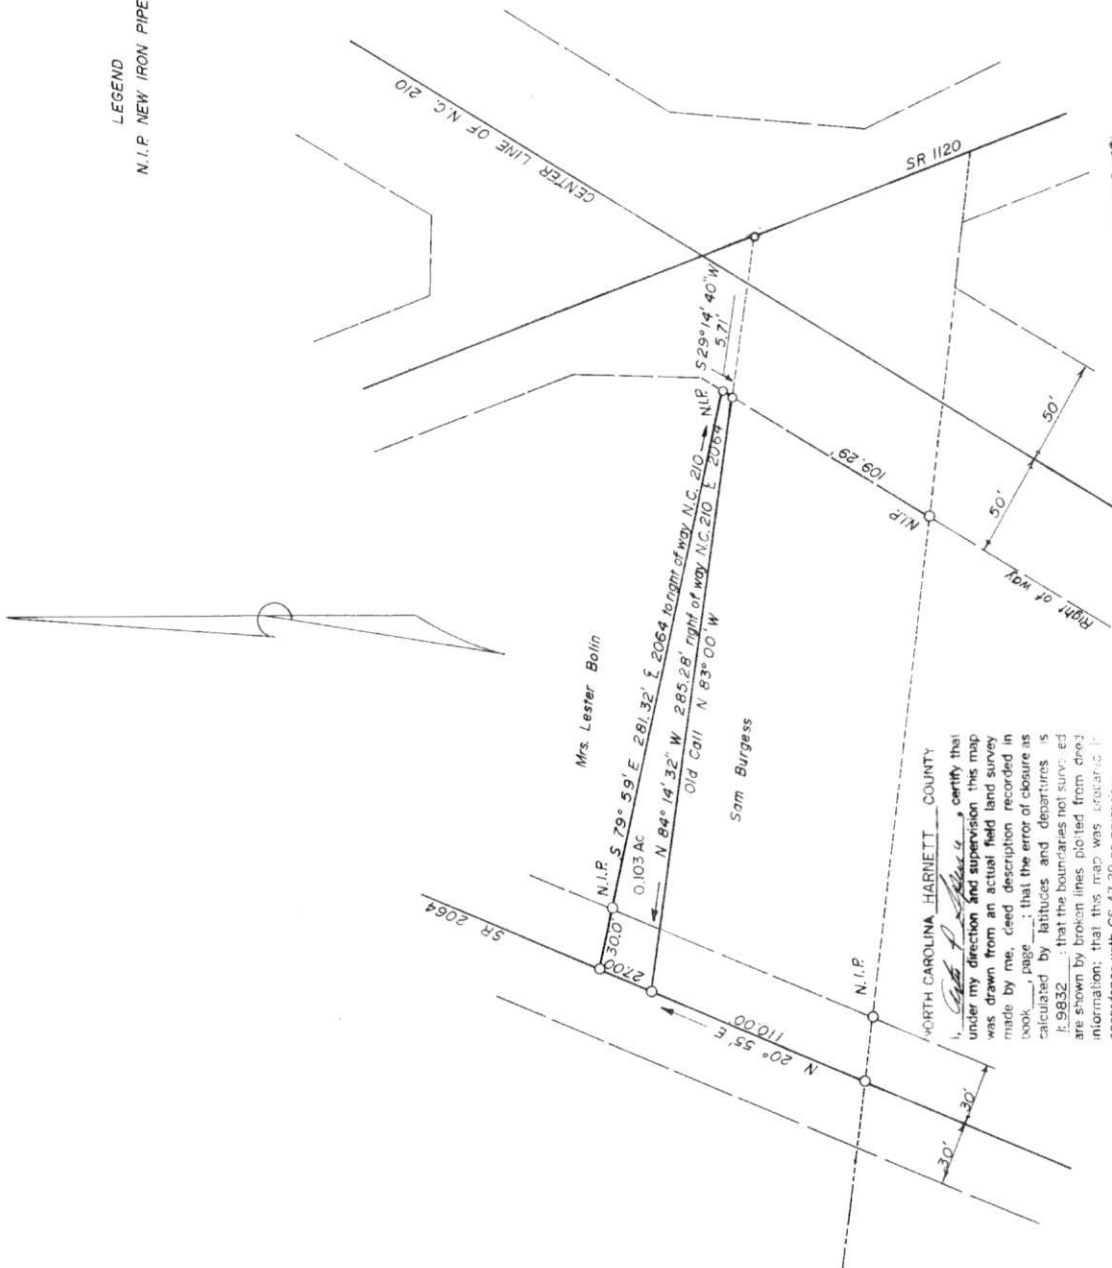 LEGEND
N.I.P. NEW IRON PIPE
CENTER LINE OF N.C. 210
SR 1120
S 29° 14' 40" W
5.71'
N.I.P.
109.29'
N.I.P.
50'
50'
Right of way
Mrs. Lester Bolin
S 79° 59' E 281.32' ℄ 2064 to right of way N.C. 210
N.I.P.
0.103 Ac
N 84° 14' 32" W 285.28' right of way N.C. 210 ℄ 2064
Old Call N 83° 00' W
Sam Burgess
SR 2064
30.0'
27.00'
N 20° 55' E
110.00'
N.I.P.
30'
30'
NORTH CAROLINA, HARNETT COUNTY
I, , certify that
under my direction and supervision this map
was drawn from an actual field land survey
made by me, deed description recorded in
book , page ; that the error of closure as
calculated by latitudes and departures is
1: 9832 ; that the boundaries not surveyed
are shown by broken lines plotted from deed
information; that this map was prepared in